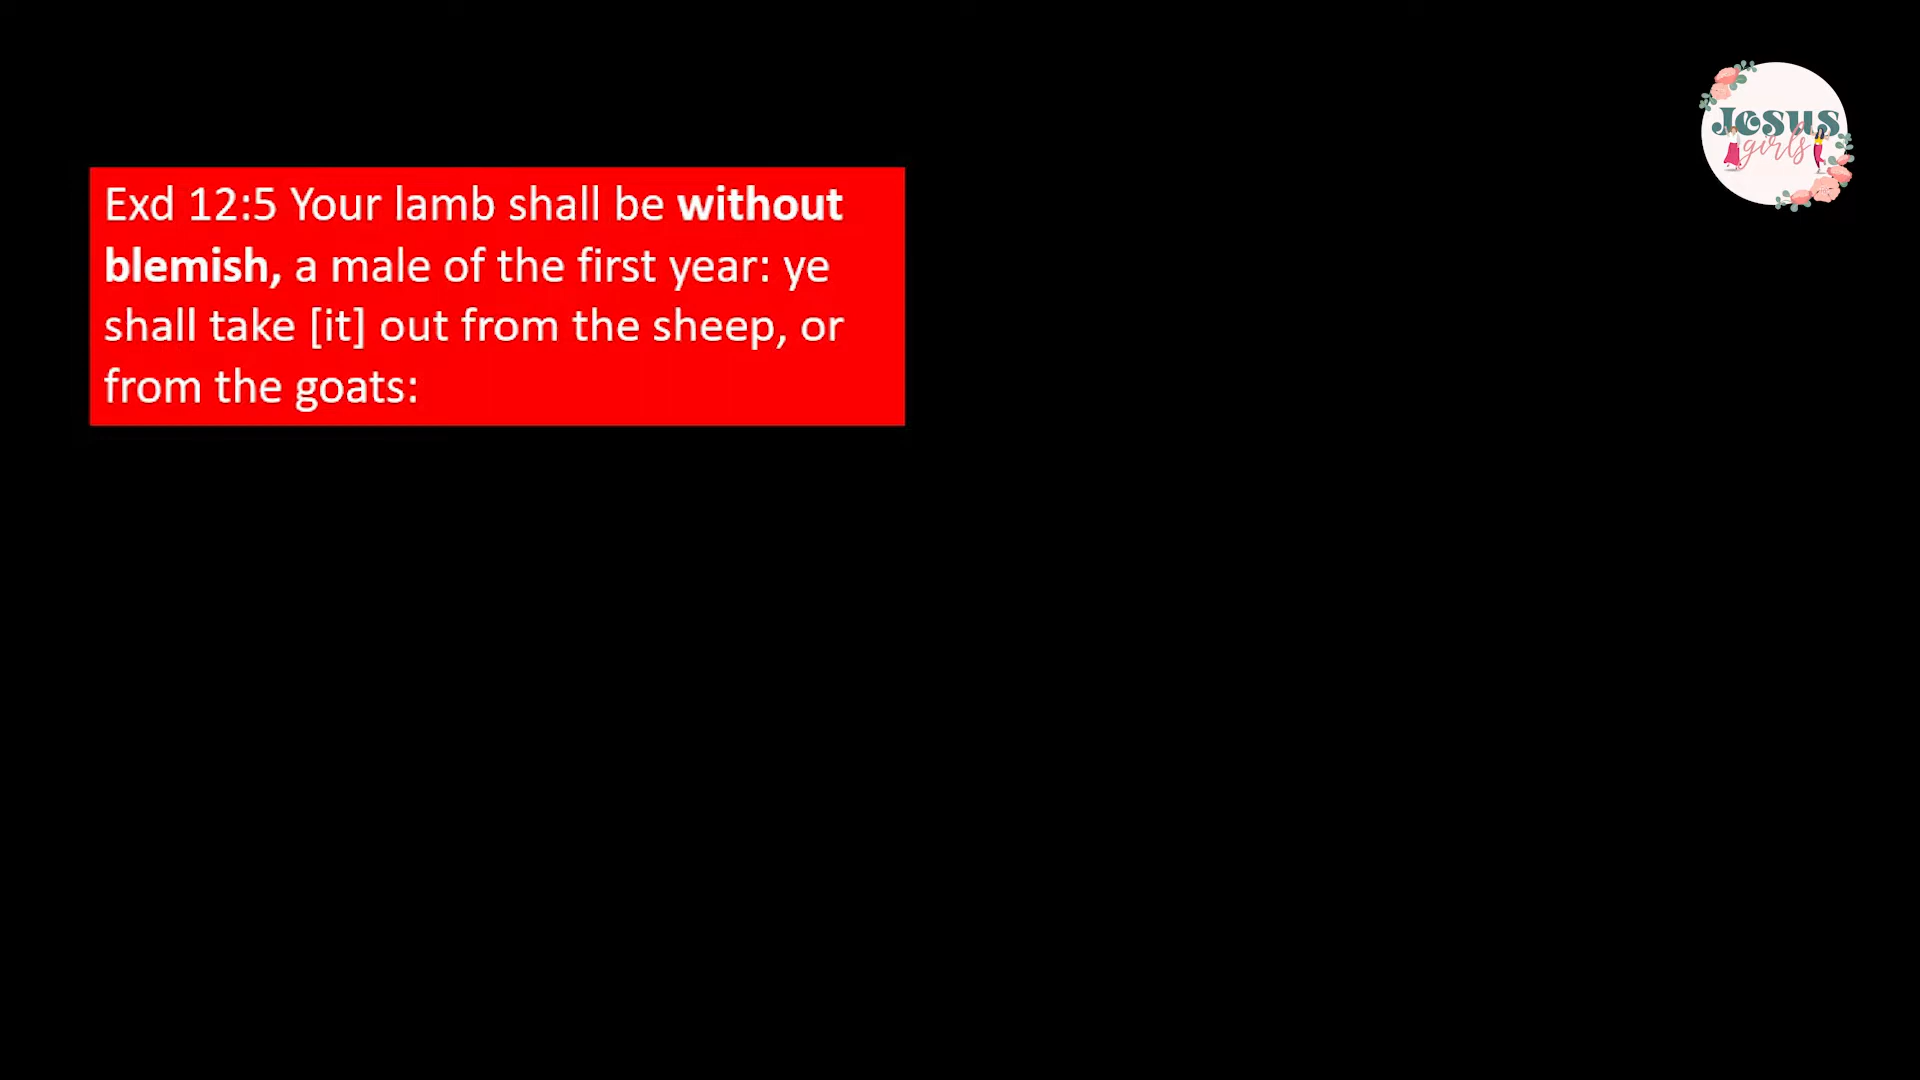 Jesus
girls
Exd 12:5 Your lamb shall be without
blemish, a male of the first year: ye
shall take [it] out from the sheep, or
from the goats: